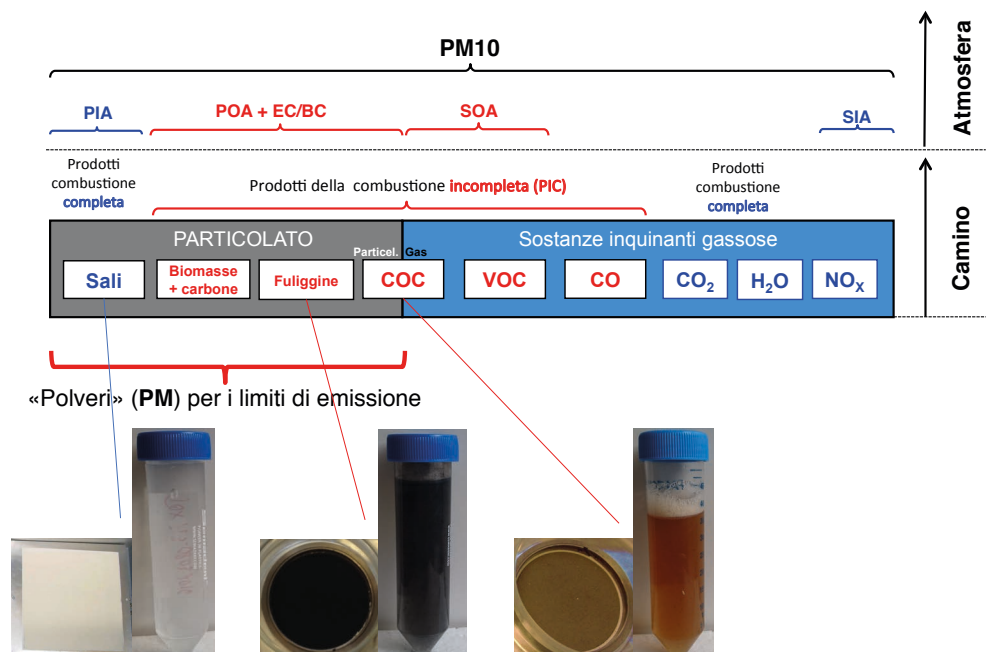 PM10
Atmosfera
PIA
POA + EC/BC
SOA
SIA
Prodotti
combustione
completa
Prodotti della combustione incompleta (PIC)
Prodotti
combustione
completa
Camino
PARTICOLATO
Sostanze inquinanti gassose
Particel. Gas
Sali
Biomasse
+ carbone
Fuliggine
COC
VOC
CO
CO₂
H₂O
NOₓ
«Polveri» (PM) per i limiti di emissione